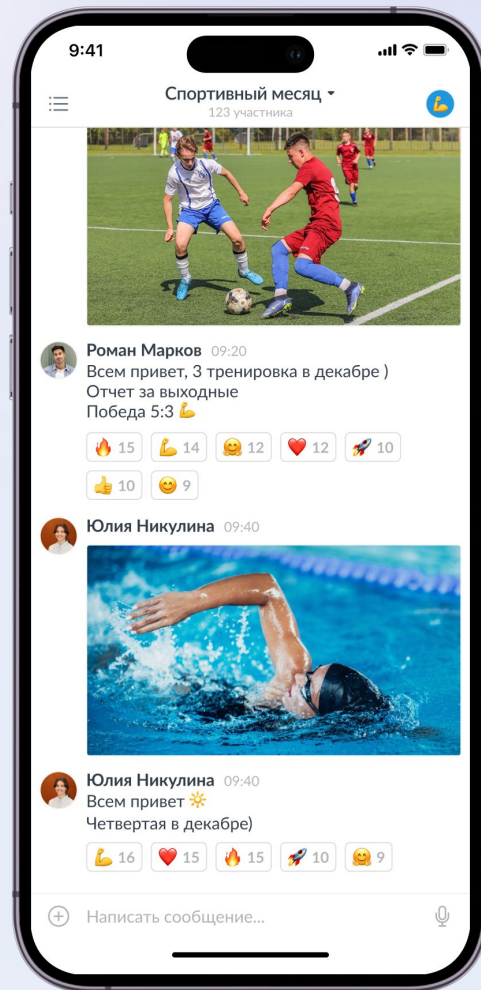 9:41
Спортивный месяц
123 участника
Роман Марков 09:20
Всем привет, 3 тренировка в декабре )
Отчет за выходные
Победа 5:3 💪
🔥 15 💪 14 🤗 12 ❤️ 12 🚀 10
👍 10 😊 9
Юлия Никулина 09:40
Юлия Никулина 09:40
Всем привет ☀️
Четвертая в декабре)
💪 16 ❤️ 15 🔥 15 🚀 10 🤗 9
Написать сообщение...